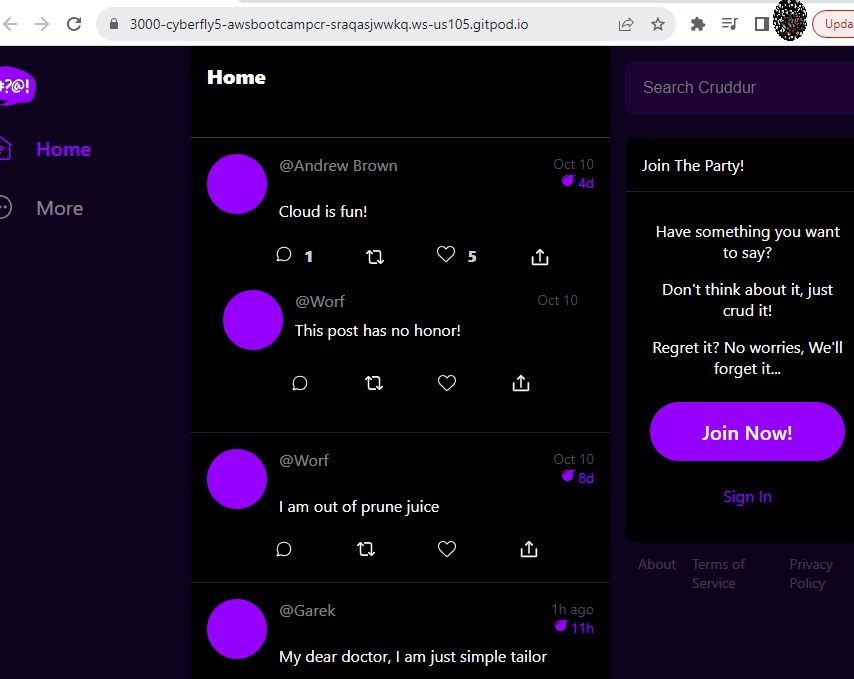 3000-cyberfly5-awsbootcampcr-sraqasjwwkq.ws-us105.gitpod.io
Upda
#?@!
Home
More
Home
@Andrew Brown
Oct 10
4d
Cloud is fun!
1
5
@Worf
Oct 10
This post has no honor!
@Worf
Oct 10
8d
I am out of prune juice
@Garek
1h ago
11h
My dear doctor, I am just simple tailor
Search Cruddur
Join The Party!
Have something you want
to say?
Don't think about it, just
crud it!
Regret it? No worries, We'll
forget it...
Join Now!
Sign In
About
Terms of
Service
Privacy
Policy